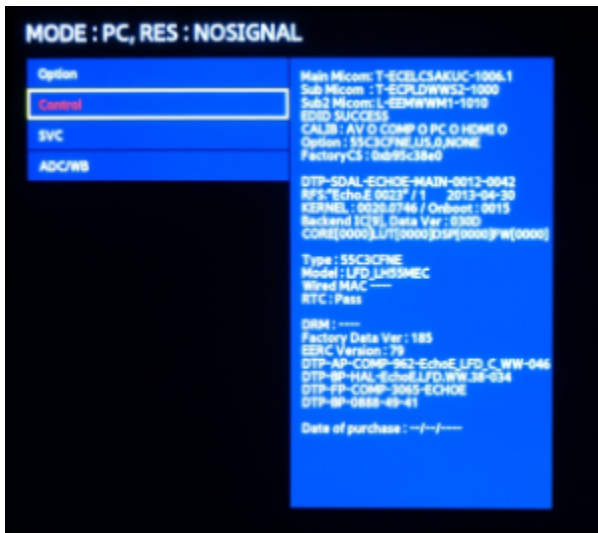 MODE : PC, RES : NOSIGNAL
Option
Control
SVC
ADC/WB
Main Micom: T-ECELCSAKUC-1006.1
Sub Micom : T-ECPLDWWS2-1000
Sub2 Micom: L-EEMWWM1-1010
EDID SUCCESS
CALIB : AV O COMP O PC O HDMI O
Option : 55C3CFNE,US,0,NONE
FactoryCS : 0xb95c38e0
DTP-SDAL-ECHOE-MAIN-0012-0042
RFS:"Echo.E 0023" / 1 2013-04-30
KERNEL : 0020.0746 / Onboot : 0015
Backend IC[9], Data Ver : 030D
CORE[0000]LUT[0000]DSP[0000]FW[0000]
Type : 55C3CFNE
Model : LFD_LH55MEC
Wired MAC ----
RTC : Pass
DRM : ----
Factory Data Ver : 185
EERC Version : 79
DTP-AP-COMP-962-EchoE_LFD_C_WW-046
DTP-BP-HAL-EchoE.LFD.WW.38-034
DTP-FP-COMP-3065-ECHOE
DTP-BP-0888-49-41
Date of purchase : --/--/----